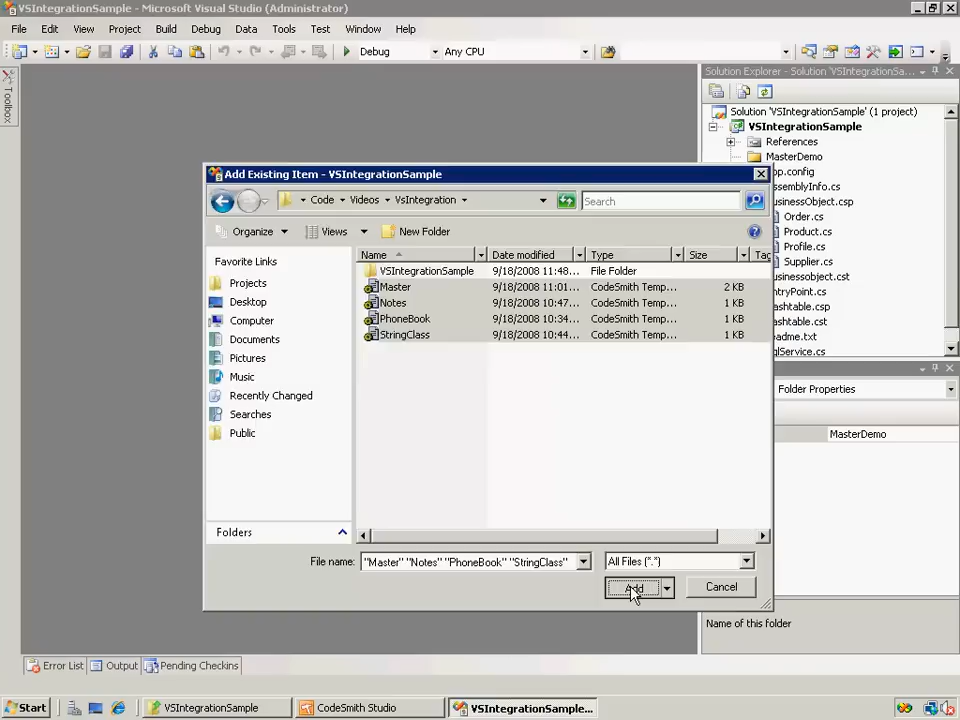 VSIntegrationSample - Microsoft Visual Studio (Administrator)
File Edit View Project Build Debug Data Tools Test Window Help
Debug Any CPU
Toolbox
Solution Explorer - Solution 'VSIntegrationSa...
Solution 'VSIntegrationSample' (1 project)
VSIntegrationSample
References
MasterDemo
pp.config
ssemblyInfo.cs
usinessObject.csp
Order.cs
Product.cs
Profile.cs
Supplier.cs
usinessobject.cst
ntryPoint.cs
ashtable.csp
ashtable.cst
eadme.txt
qlService.cs
Folder Properties
MasterDemo
Name of this folder
Add Existing Item - VSIntegrationSample
Code Videos VSIntegration
Search
Organize Views New Folder
Favorite Links
Projects
Desktop
Computer
Documents
Pictures
Music
Recently Changed
Searches
Public
Folders
Name Date modified Type Size Tag
VSIntegrationSample 9/18/2008 11:48... File Folder
Master 9/18/2008 11:01... CodeSmith Temp... 2 KB
Notes 9/18/2008 10:47... CodeSmith Temp... 1 KB
PhoneBook 9/18/2008 10:34... CodeSmith Temp... 1 KB
StringClass 9/18/2008 10:44... CodeSmith Temp... 1 KB
File name: "Master" "Notes" "PhoneBook" "StringClass" All Files (*.*)
Add Cancel
Error List Output Pending Checkins
Start VSIntegrationSample CodeSmith Studio VSIntegrationSample...